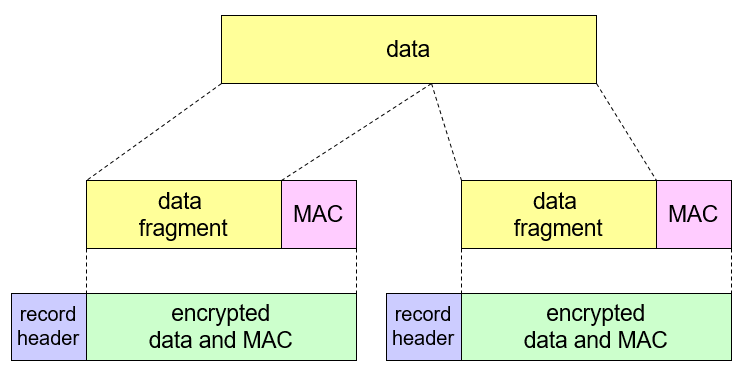 data
data
fragment
MAC
data
fragment
MAC
record
header
encrypted
data and MAC
record
header
encrypted
data and MAC